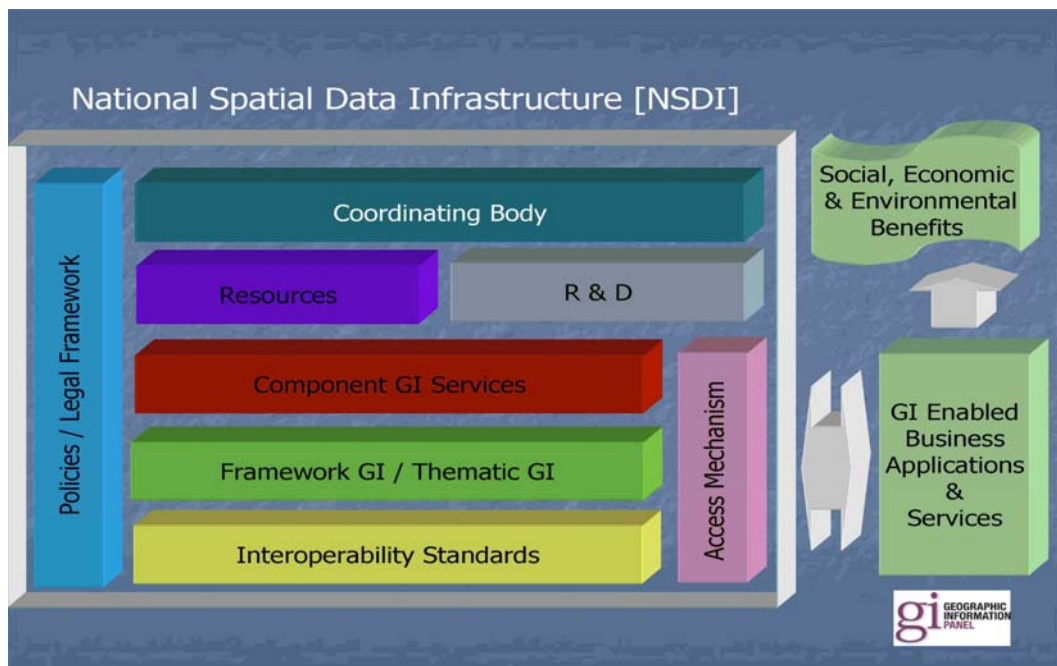 National Spatial Data Infrastructure [NSDI]
Policies / Legal Framework
Coordinating Body
Resources
R & D
Component GI Services
Framework GI / Thematic GI
Interoperability Standards
Access Mechanism
Social, Economic
& Environmental
Benefits
GI Enabled
Business
Applications
&
Services
gi GEOGRAPHIC
INFORMATION
PANEL